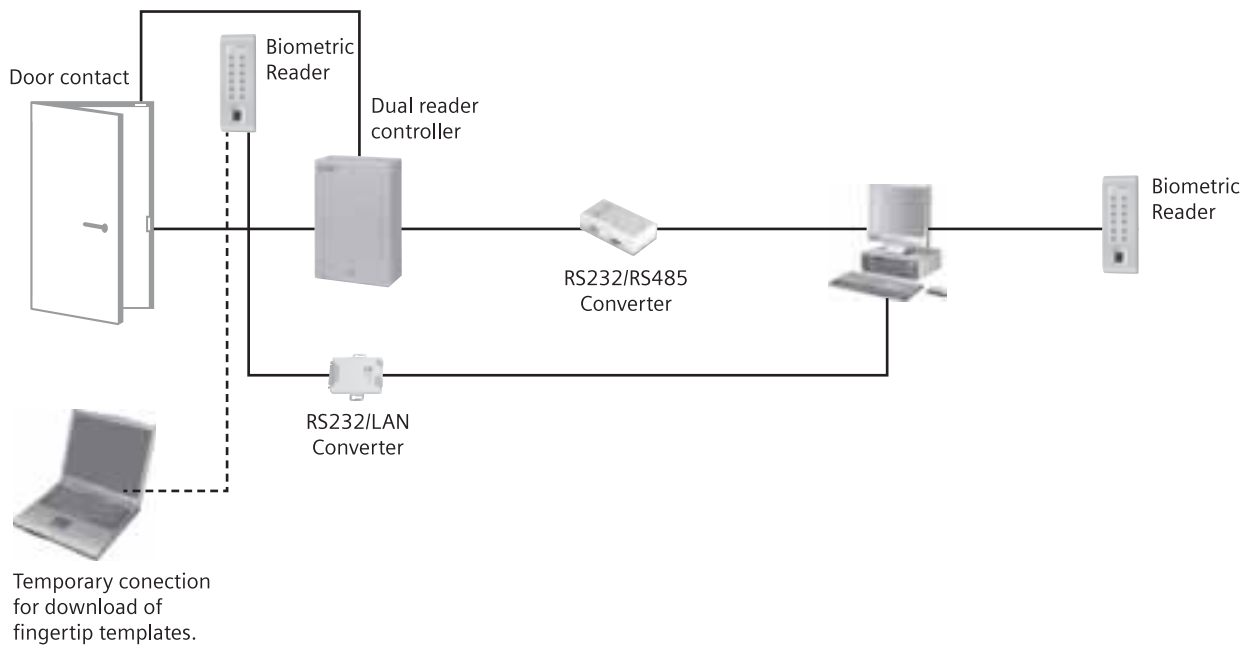 Door contact
Biometric
Reader
Dual reader
controller
Biometric
Reader
RS232/RS485
Converter
RS232/LAN
Converter
Temporary conection
for download of
fingertip templates.